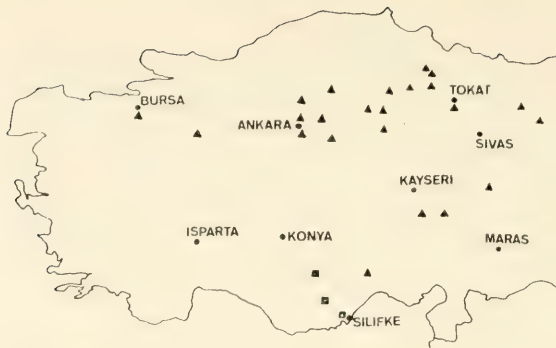 BURSA
TOKAT
ANKARA
SIVAS
KAYSERI
ISPARTA
KONYA
MARAS
SILIFKE